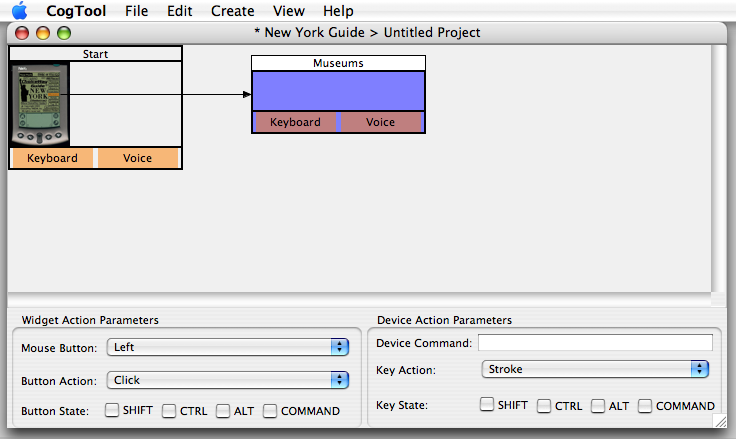 CogTool File Edit Create View Help
* New York Guide > Untitled Project
Start
Museums
NEW
YORK
Keyboard Voice
Keyboard Voice
Widget Action Parameters
Mouse Button: Left
Button Action: Click
Button State: SHIFT CTRL ALT COMMAND
Device Action Parameters
Device Command:
Key Action: Stroke
Key State: SHIFT CTRL ALT COMMAND